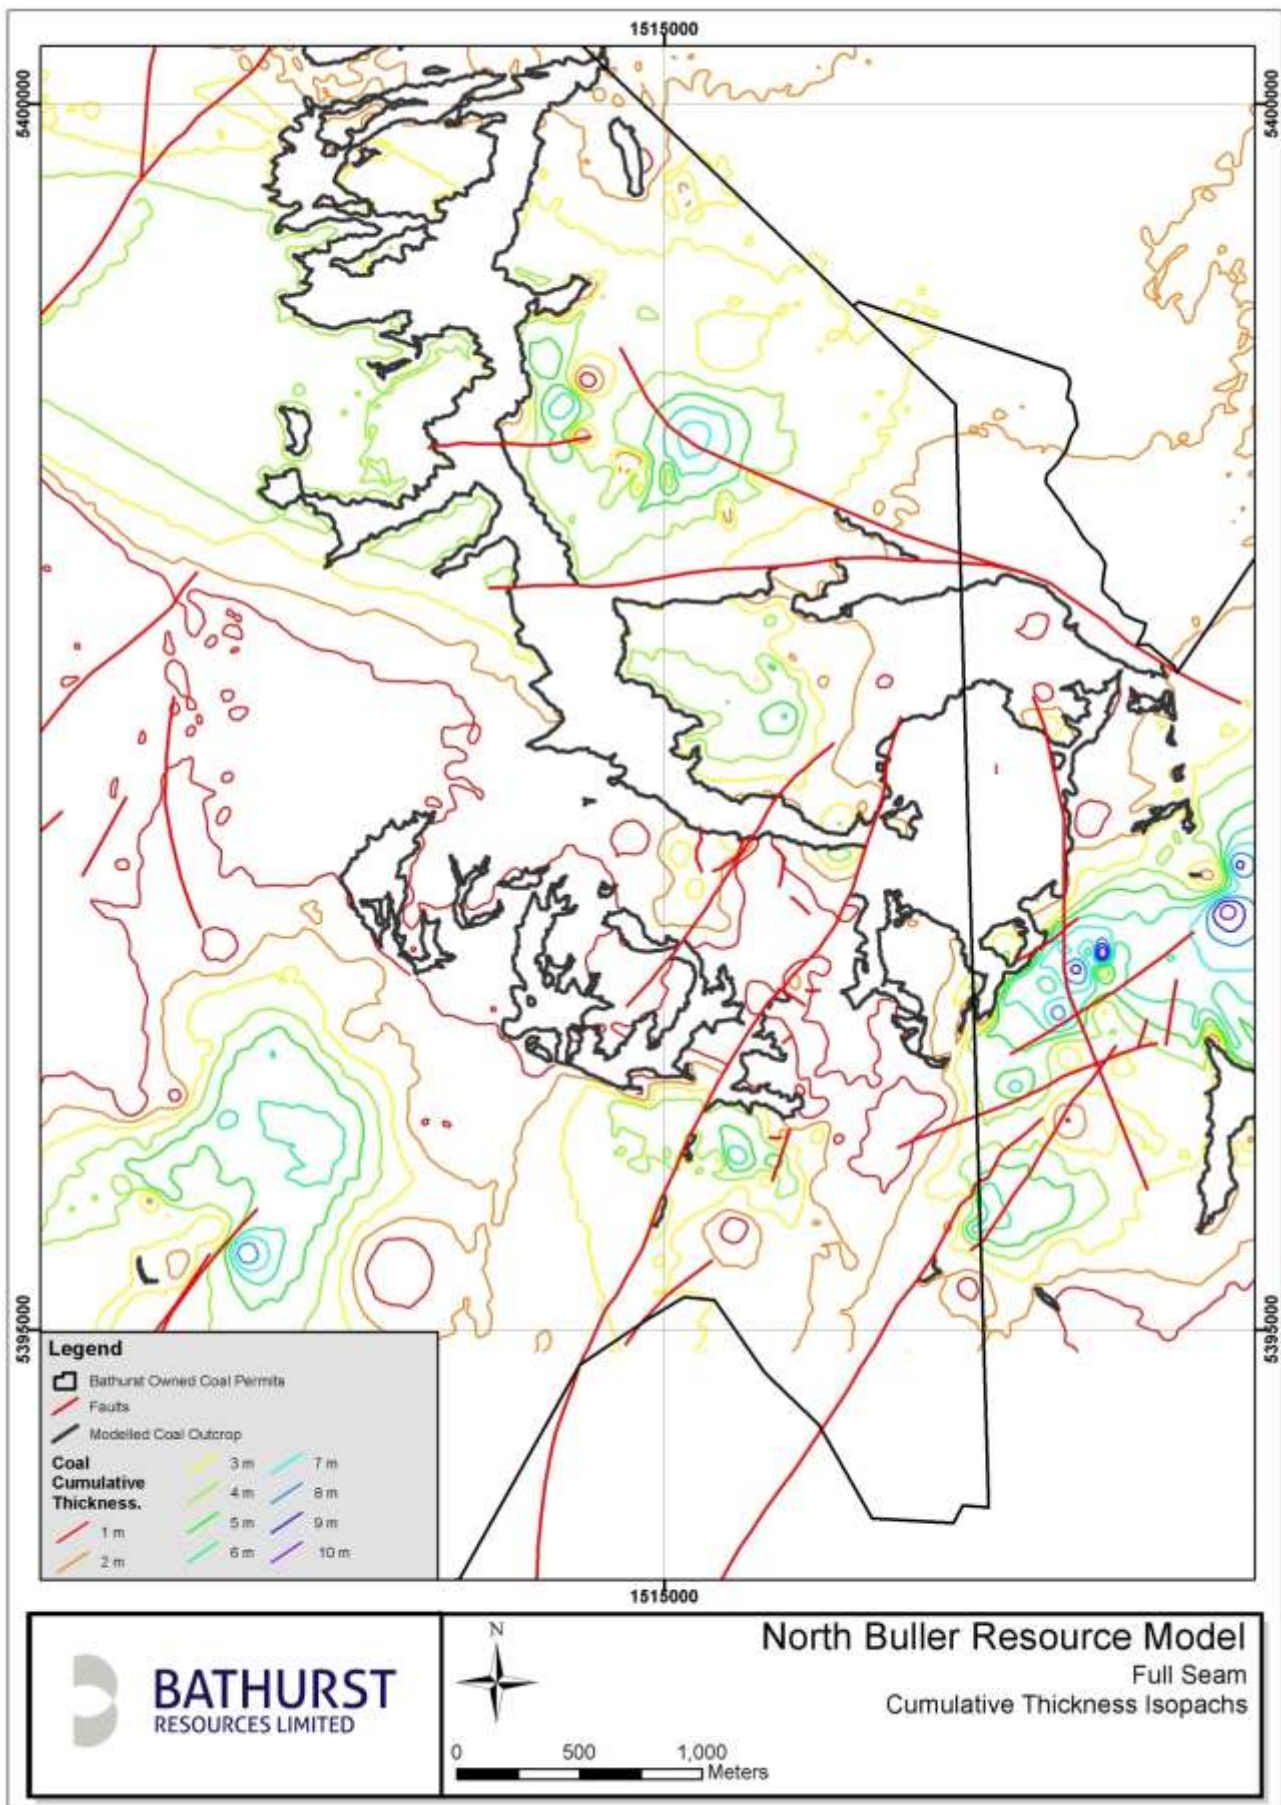 1515000
5400000
5400000
5395000
5395000
Legend
Bathurst Owned Coal Permits
Faults
Modelled Coal Outcrop
Coal
Cumulative
Thickness.
1 m
2 m
3 m
4 m
5 m
6 m
7 m
8 m
9 m
10 m
1515000
BATHURST
RESOURCES LIMITED
N
0 500 1,000
Meters
North Buller Resource Model
Full Seam
Cumulative Thickness Isopachs